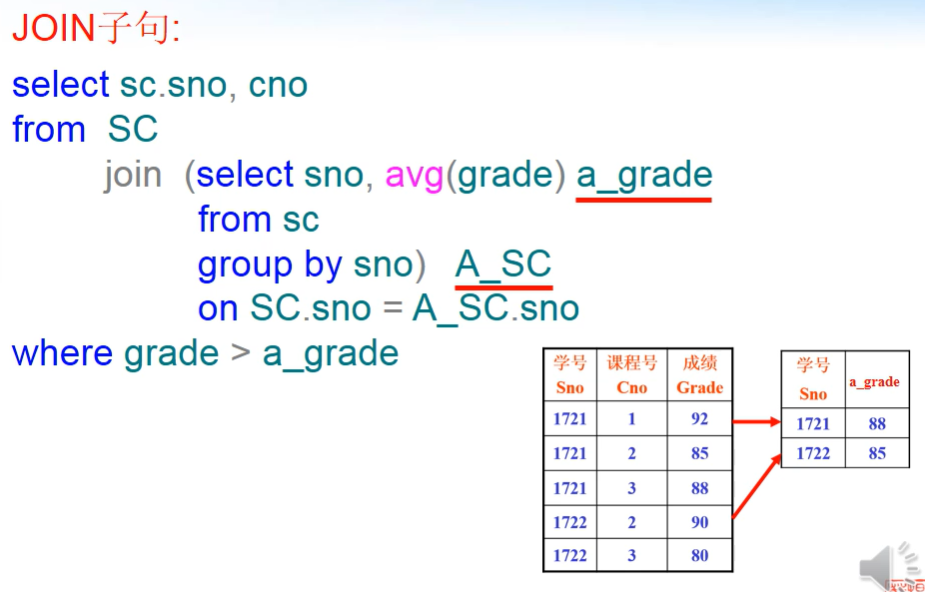 JOIN子句:
select sc.sno, cno
from SC
join (select sno, avg(grade) a_grade
from sc
group by sno) A_SC
on SC.sno = A_SC.sno
where grade > a_grade
学号 课程号 成绩
Sno Cno Grade
1721 1 92
1721 2 85
1721 3 88
1722 2 90
1722 3 80
学号
Sno a_grade
1721 88
1722 85